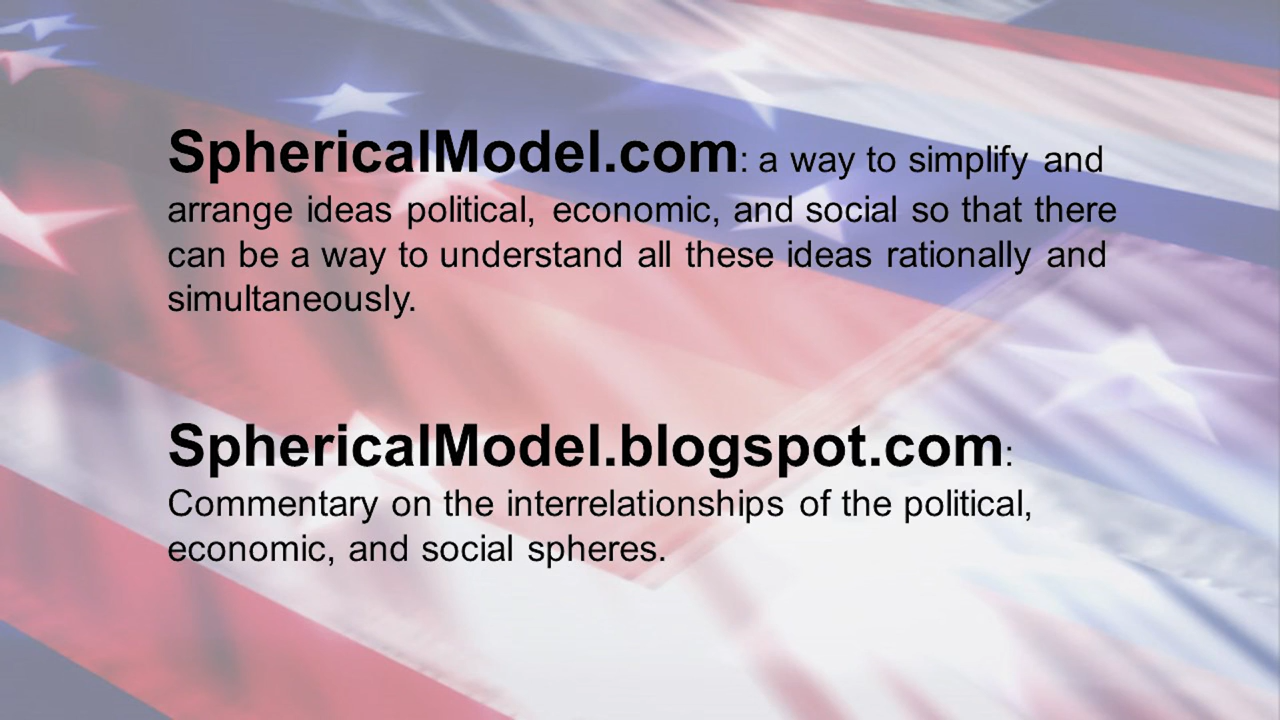 SphericalModel.com: a way to simplify and
arrange ideas political, economic, and social so that there
can be a way to understand all these ideas rationally and
simultaneously.
SphericalModel.blogspot.com:
Commentary on the interrelationships of the political,
economic, and social spheres.